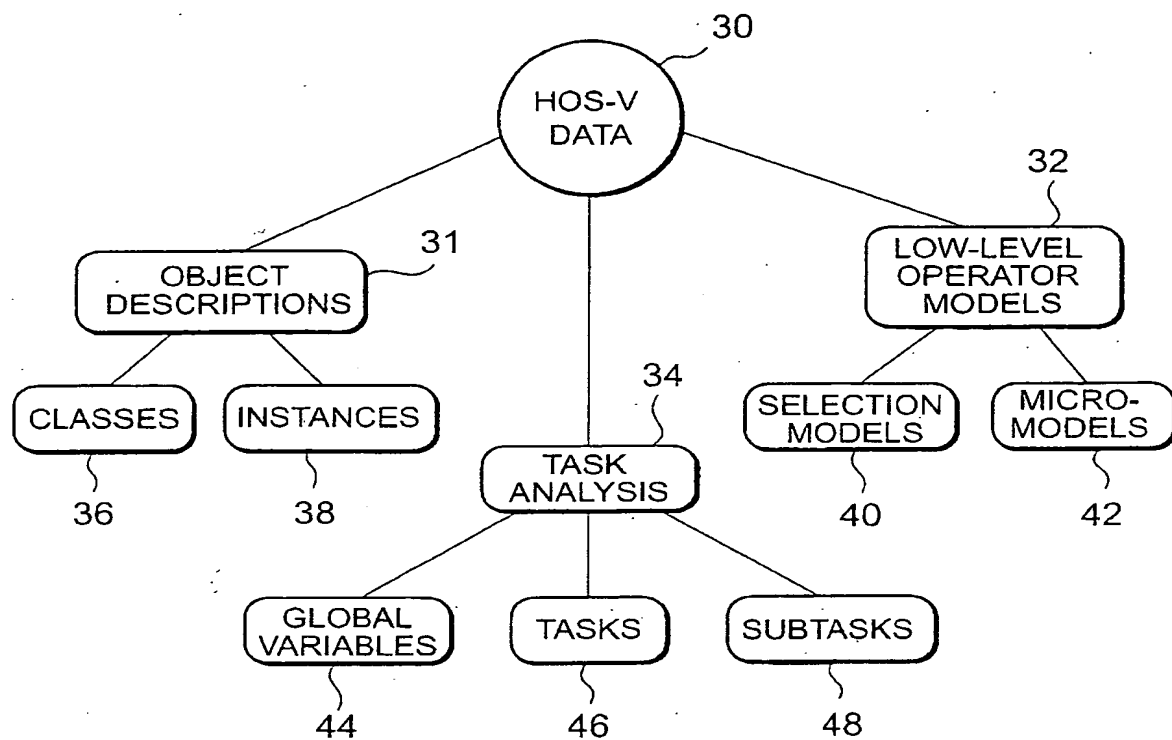 30
HOS-V
DATA
32
31
OBJECT
DESCRIPTIONS
LOW-LEVEL
OPERATOR
MODELS
34
CLASSES
INSTANCES
SELECTION
MODELS
MICRO-
MODELS
TASK
ANALYSIS
36
38
40
42
GLOBAL
VARIABLES
TASKS
SUBTASKS
44
46
48